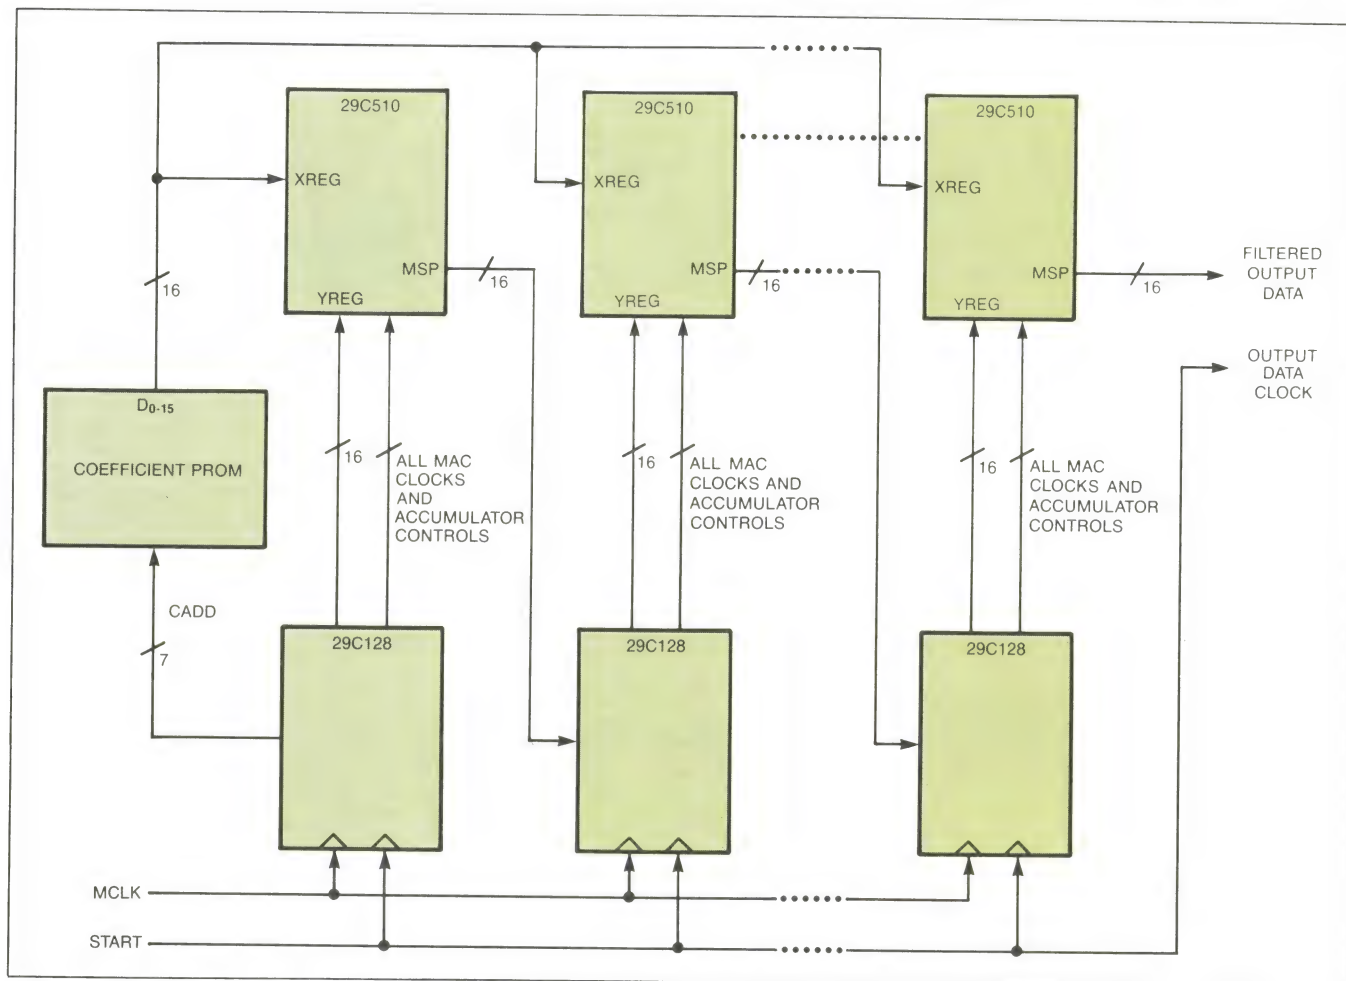 29C510
29C510
29C510
XREG
XREG
XREG
MSP
16
MSP
16
MSP
16
FILTERED
OUTPUT
DATA
YREG
YREG
YREG
16
OUTPUT
DATA
CLOCK
D0-15
COEFFICIENT PROM
16
ALL MAC
CLOCKS
AND
ACCUMULATOR
CONTROLS
16
ALL MAC
CLOCKS AND
ACCUMULATOR
CONTROLS
16
ALL MAC
CLOCKS AND
ACCUMULATOR
CONTROLS
CADD
7
29C128
29C128
29C128
MCLK
START